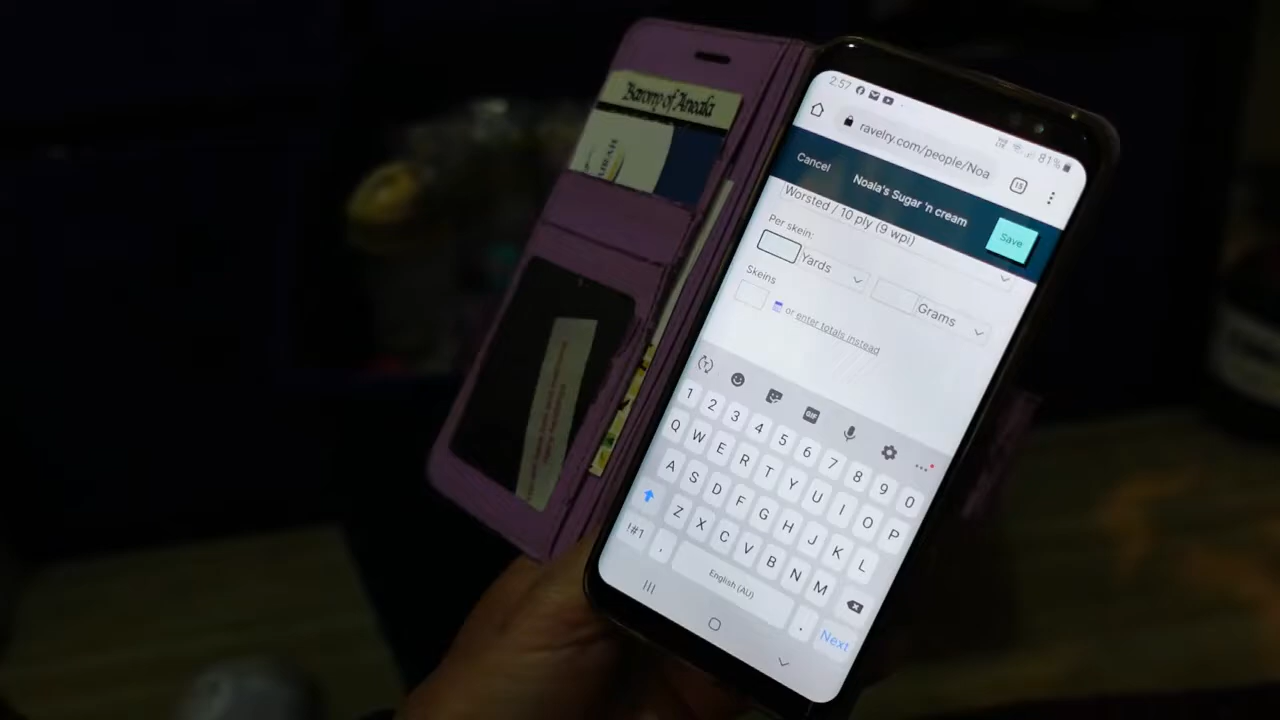 Barony of Aneala
2:57
81%
ravelry.com/people/Noa
15
Cancel
Noala's Sugar 'n cream
Save
Worsted / 10 ply (9 wpi)
Per skein:
Yards
Grams
Skeins
or enter totals instead
GIF
1 2 3 4 5 6 7 8 9 0
Q W E R T Y U I O P
A S D F G H J K L
Z X C V B N M
!#1 , English (AU) . Next